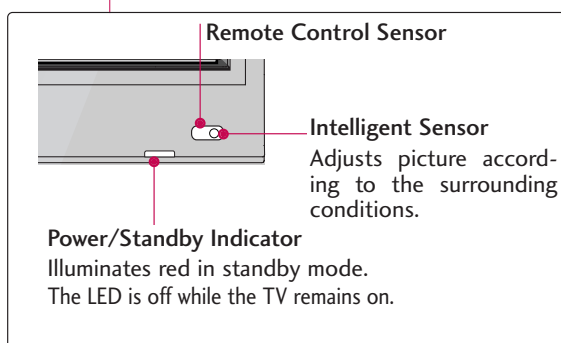 Remote Control Sensor
Intelligent Sensor
Adjusts picture accord-
ing to the surrounding
conditions.
Power/Standby Indicator
Illuminates red in standby mode.
The LED is off while the TV remains on.